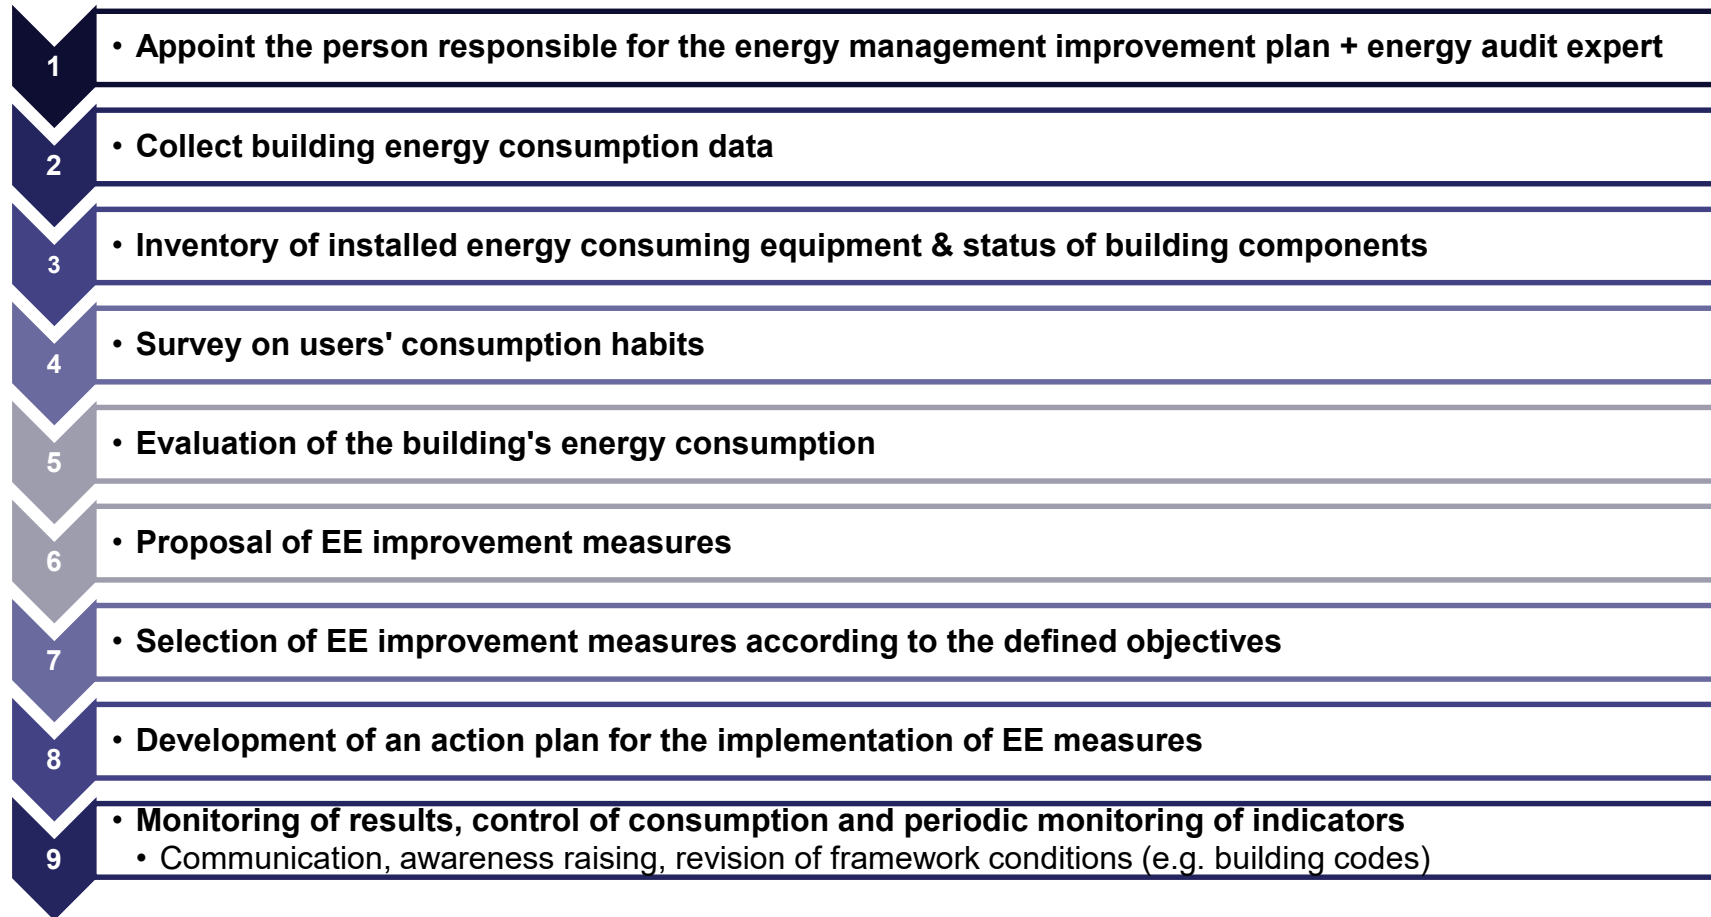 1
• Appoint the person responsible for the energy management improvement plan + energy audit expert
2
• Collect building energy consumption data
3
• Inventory of installed energy consuming equipment & status of building components
4
• Survey on users' consumption habits
5
• Evaluation of the building's energy consumption
6
• Proposal of EE improvement measures
7
• Selection of EE improvement measures according to the defined objectives
8
• Development of an action plan for the implementation of EE measures
9
• Monitoring of results, control of consumption and periodic monitoring of indicators
• Communication, awareness raising, revision of framework conditions (e.g. building codes)